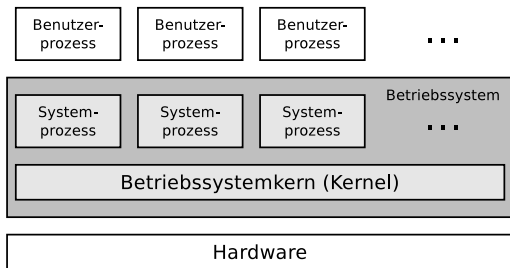 Benutzer-
prozess
Benutzer-
prozess
Benutzer-
prozess
...
Betriebssystem
System-
prozess
System-
prozess
System-
prozess
...
Betriebssystemkern (Kernel)
Hardware